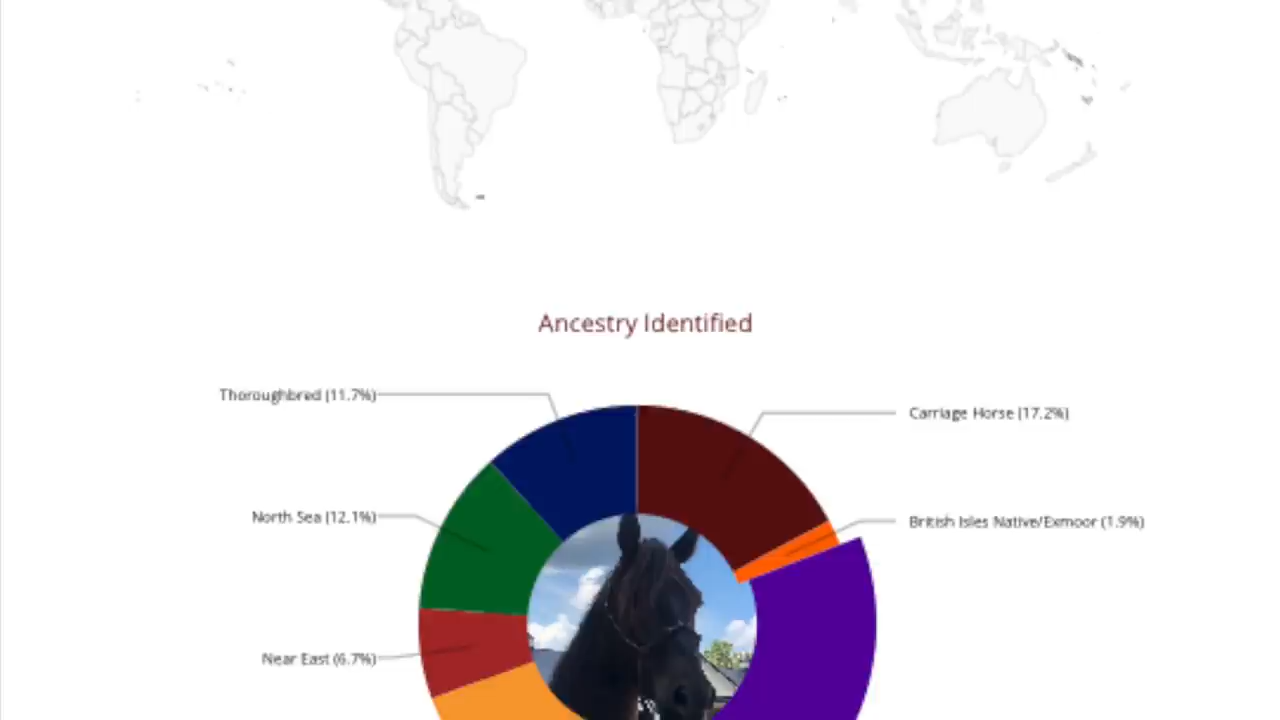 Ancestry Identified
Thoroughbred (11.7%)
Carriage Horse (17.2%)
North Sea (12.1%)
British Isles Native/Exmoor (1.9%)
Near East (6.7%)